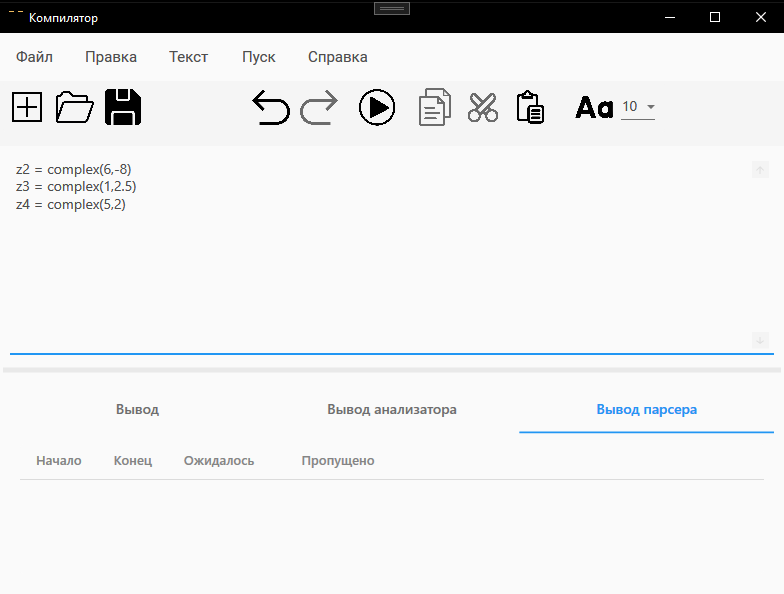 Компилятор
Файл Правка Текст Пуск Справка
Aa 10
z2 = complex(6,-8)
z3 = complex(1,2.5)
z4 = complex(5,2)
Вывод Вывод анализатора Вывод парсера
Начало Конец Ожидалось Пропущено